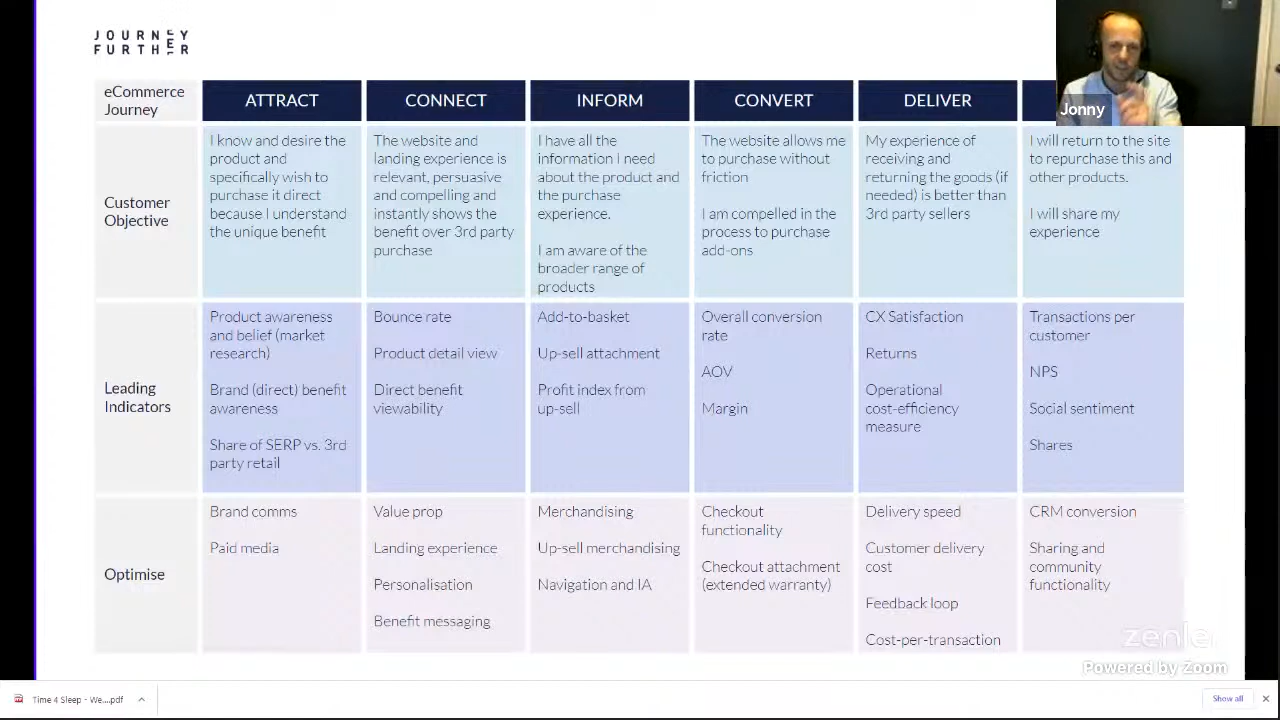 JOURNEY
FURTHER
eCommerce
Journey
ATTRACT
CONNECT
INFORM
CONVERT
DELIVER
Jonny
Customer
Objective
I know and desire the
product and
specifically wish to
purchase it direct
because I understand
the unique benefit
The website and
landing experience is
relevant, persuasive
and compelling and
instantly shows the
benefit over 3rd party
purchase
I have all the
information I need
about the product and
the purchase
experience.
I am aware of the
broader range of
products
The website allows me
to purchase without
friction
I am compelled in the
process to purchase
add-ons
My experience of
receiving and
returning the goods (if
needed) is better than
3rd party sellers
I will return to the site
to repurchase this and
other products.
I will share my
experience
Leading
Indicators
Product awareness
and belief (market
research)
Brand (direct) benefit
awareness
Share of SERP vs. 3rd
party retail
Bounce rate
Product detail view
Direct benefit
viewability
Add-to-basket
Up-sell attachment
Profit index from
up-sell
Overall conversion
rate
AOV
Margin
CX Satisfaction
Returns
Operational
cost-efficiency
measure
Transactions per
customer
NPS
Social sentiment
Shares
Optimise
Brand comms
Paid media
Value prop
Landing experience
Personalisation
Benefit messaging
Merchandising
Up-sell merchandising
Navigation and IA
Checkout
functionality
Checkout attachment
(extended warranty)
Delivery speed
Customer delivery
cost
Feedback loop
Cost-per-transaction
CRM conversion
Sharing and
community
functionality
Powered by Zoom
Time 4 Sleep - We....pdf
Show all